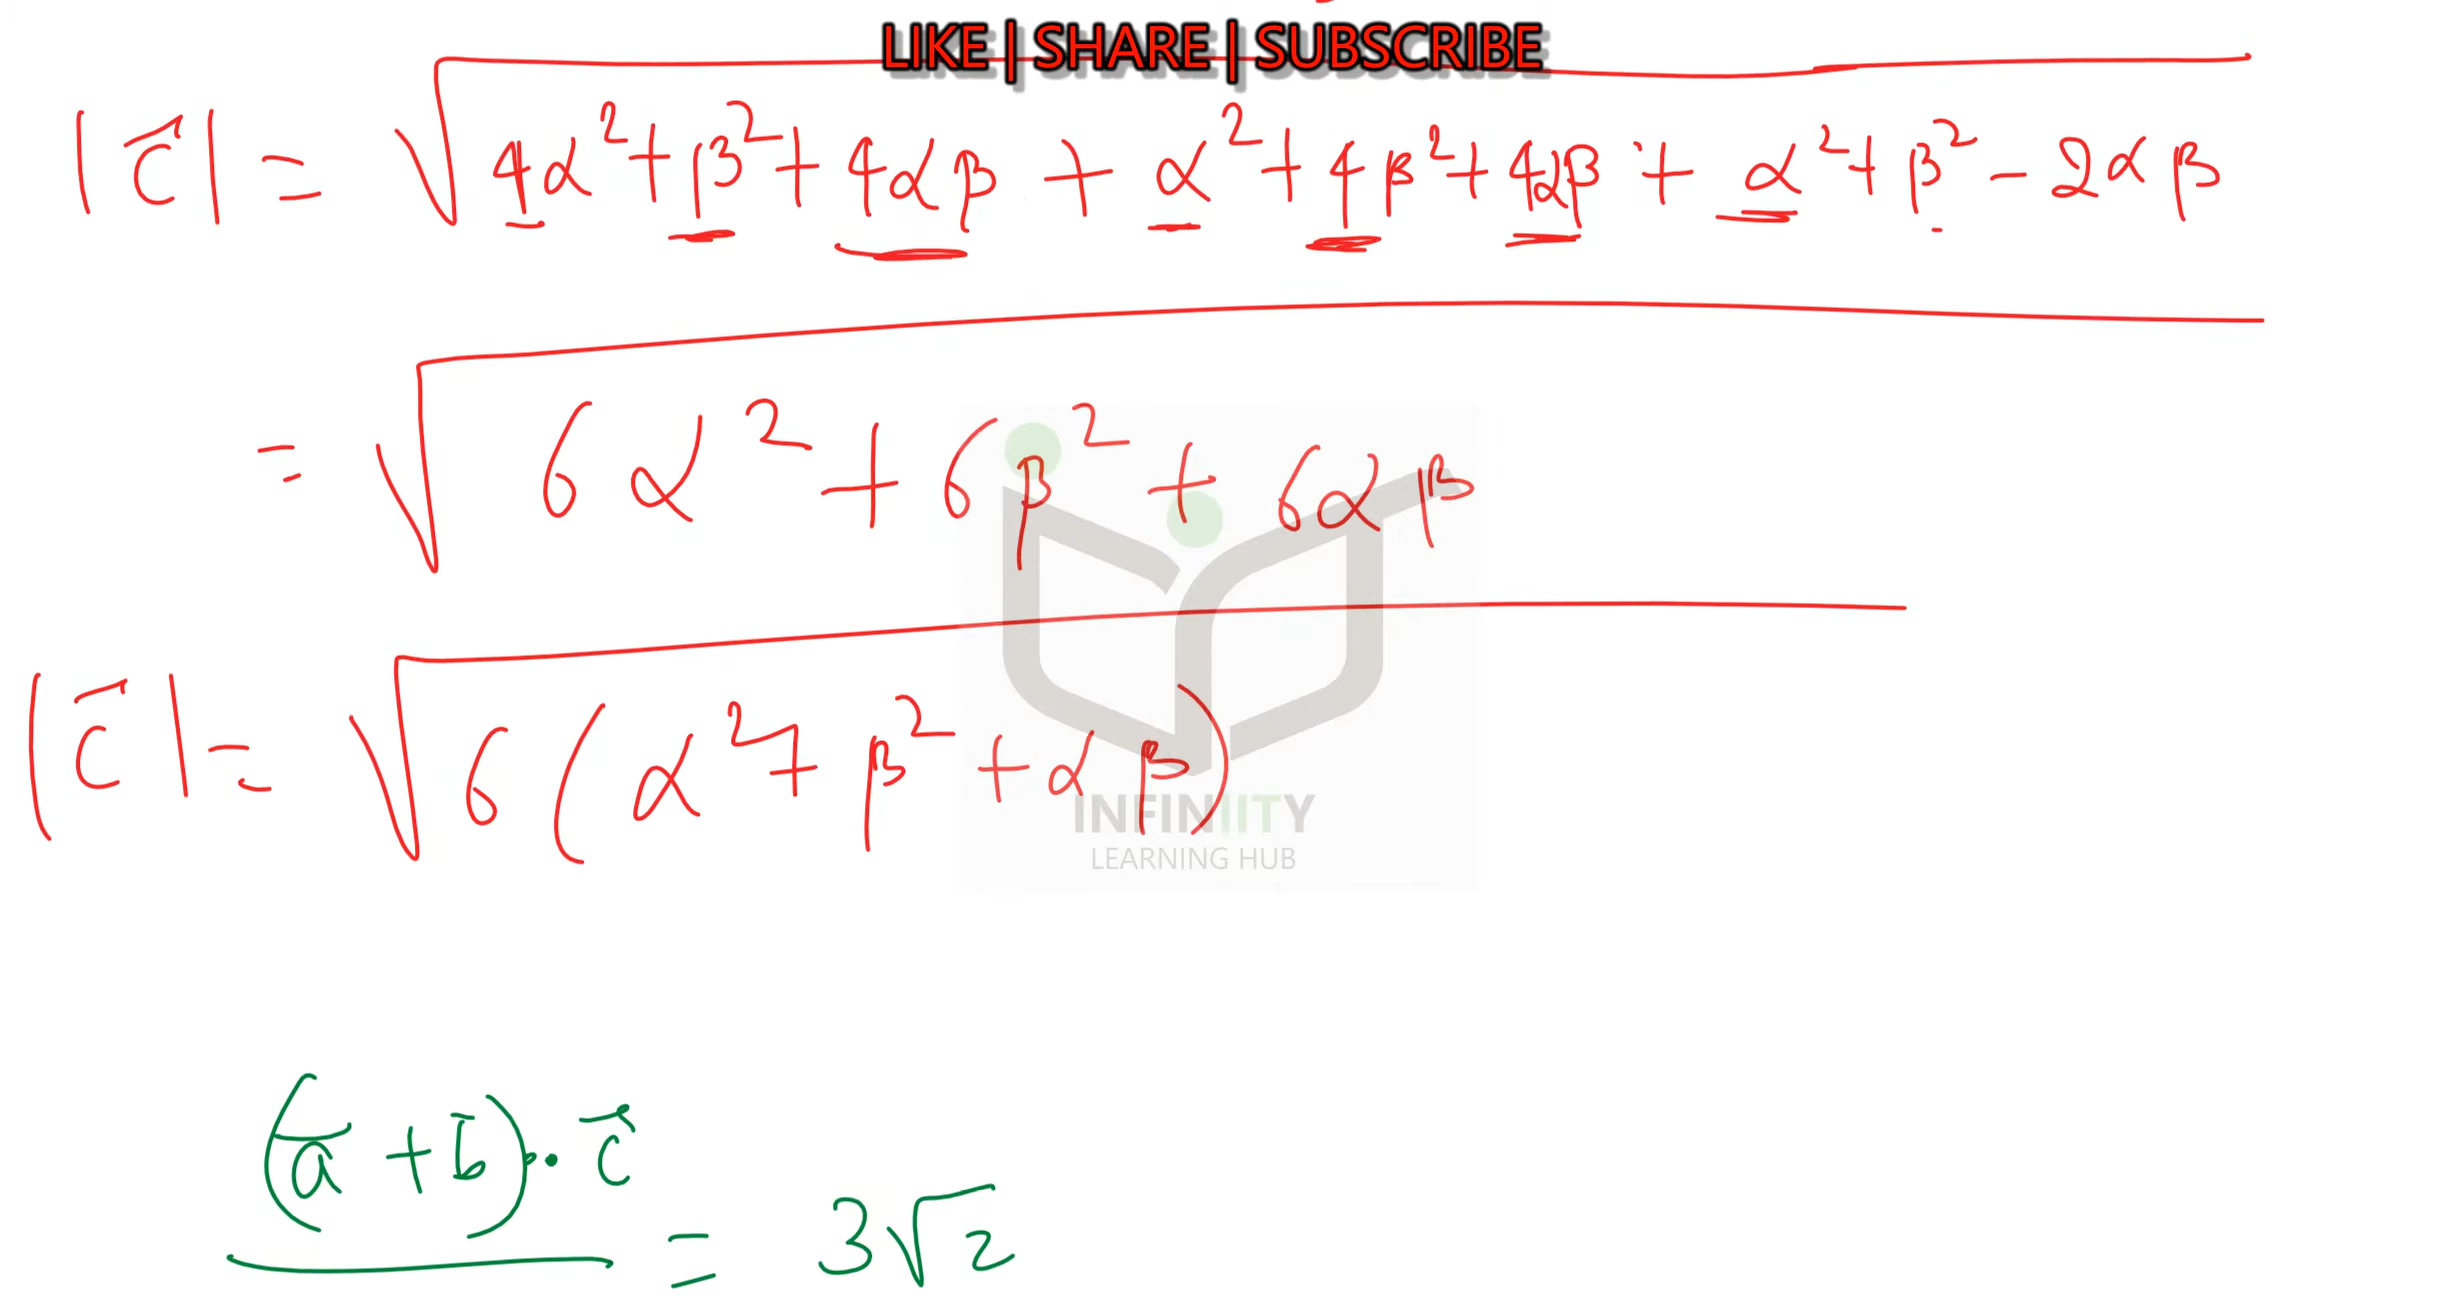 LIKE | SHARE | SUBSCRIBE
|c⃗| = √(4α² + β² + 4αβ + α² + 4β² + 4αβ + α² + β² - 2αβ)
= √(6α² + 6β² + 6αβ)
|c⃗| = √(6(α² + β² + αβ))
INFINIITY
LEARNING HUB
(a⃗ + b⃗) · c⃗
= 3√2